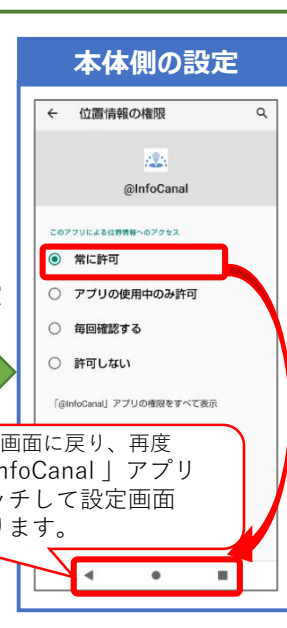 本体側の設定
位置情報の権限
@InfoCanal
このアプリによる位置情報へのアクセス
常に許可
アプリの使用中のみ許可
毎回確認する
許可しない
「@InfoCanal」アプリの権限をすべて表示
画面に戻り、再度
nfoCanal 」アプリ
ッチして設定画面
ります。